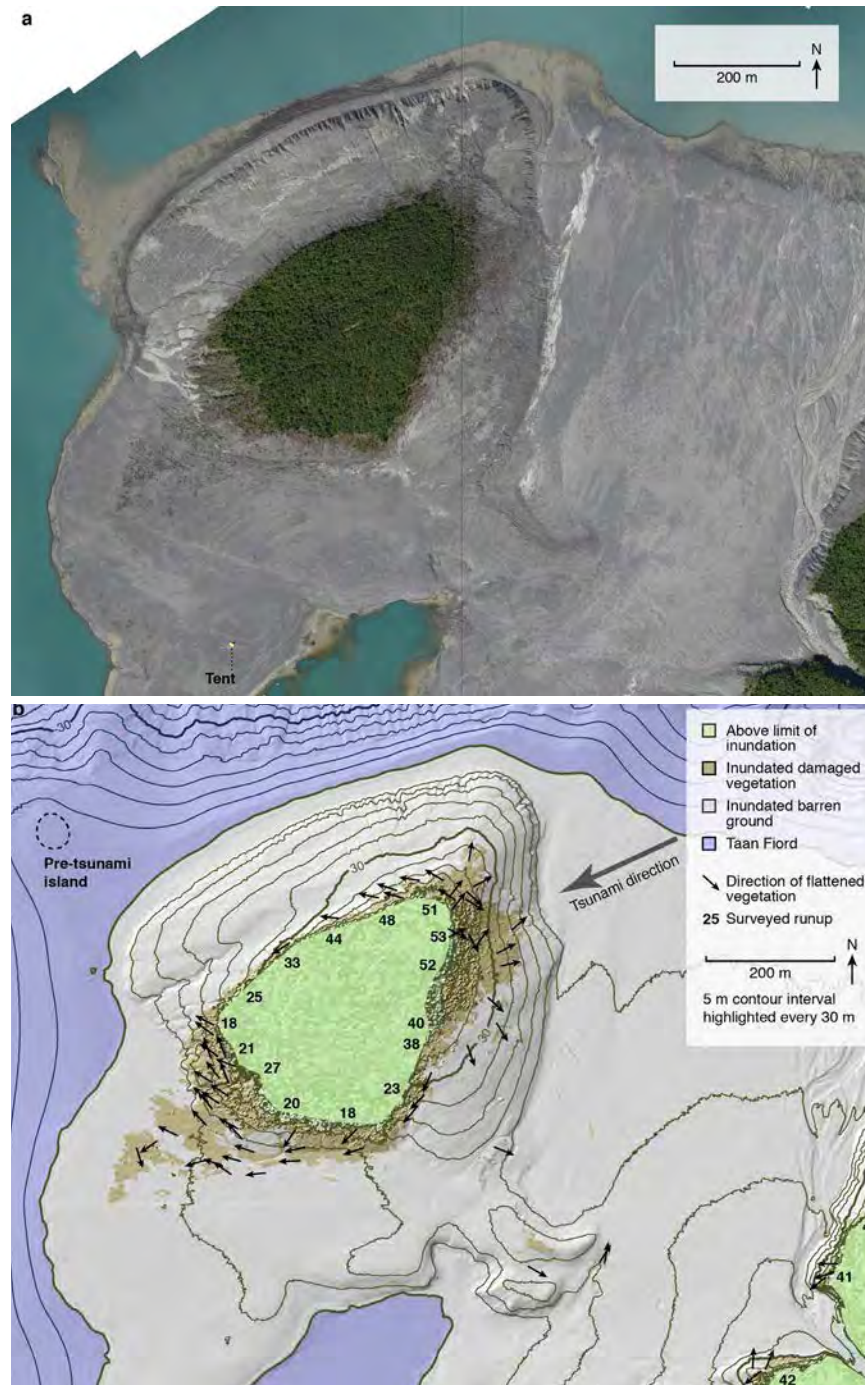 a
N
200 m
Tent
b
30
Pre-tsunami
island
30
Tsunami direction
Above limit of
inundation
Inundated damaged
vegetation
Inundated barren
ground
Taan Fiord
Direction of flattened
vegetation
25 Surveyed runup
N
200 m
5 m contour interval
highlighted every 30 m
51
48
53
44
33
52
25
18
40
21
38
27
30
23
20
18
41
42